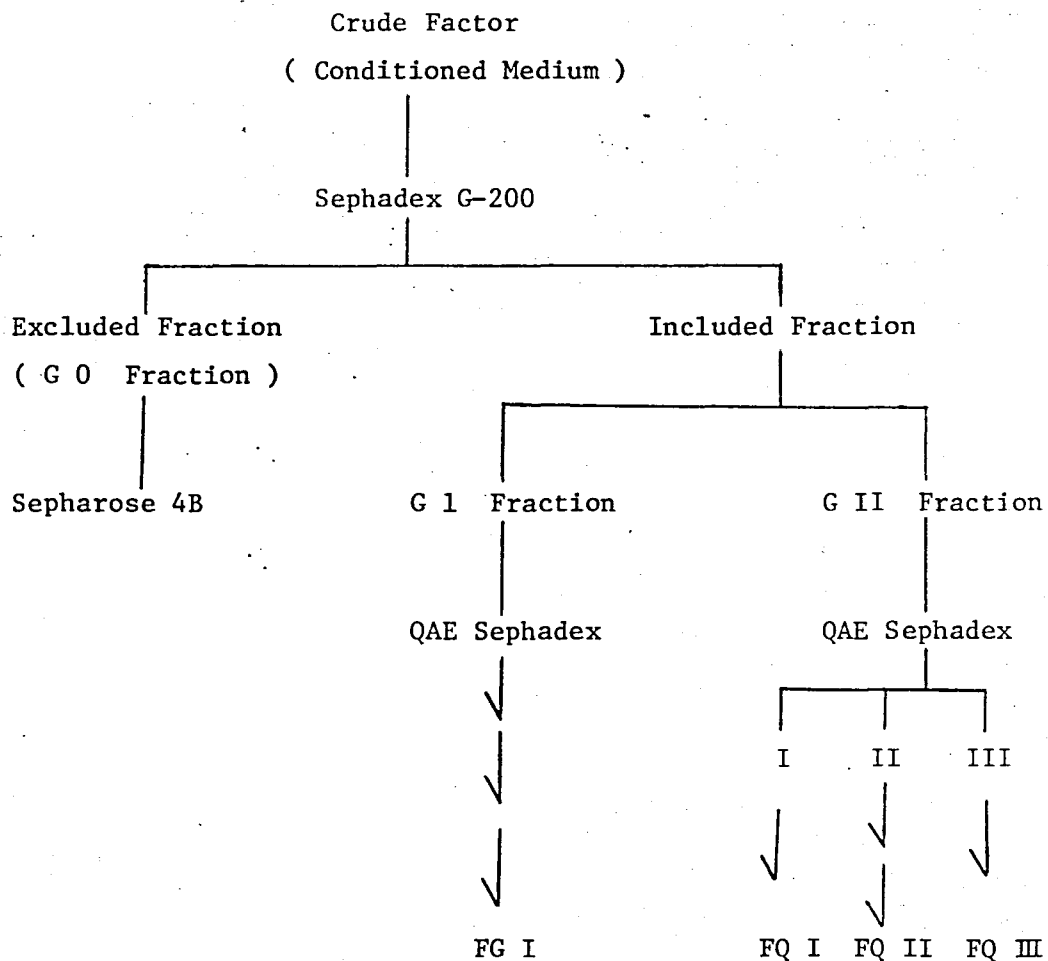 Crude Factor
( Conditioned Medium )
Sephadex G-200
Excluded Fraction
Included Fraction
( G 0 Fraction )
Sepharose 4B
G 1 Fraction
G II Fraction
QAE Sephadex
QAE Sephadex
I II III
FG I
FQ I FQ II FQ III